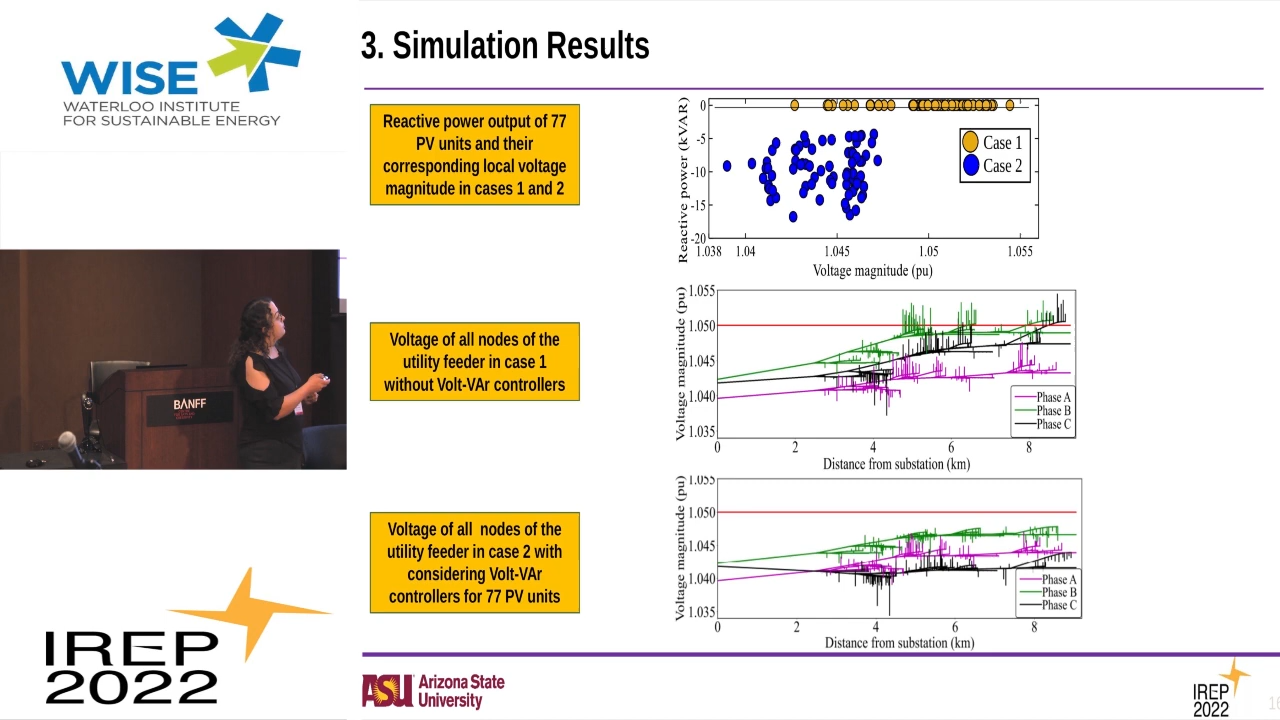 WISE
WATERLOO INSTITUTE
FOR SUSTAINABLE ENERGY
BANFF
IREP
2022
3. Simulation Results
Reactive power output of 77
PV units and their
corresponding local voltage
magnitude in cases 1 and 2
Reactive power (kVAR)
0
-5
-10
-15
-20
1.038 1.04 1.045 1.05 1.055
Voltage magnitude (pu)
Case 1
Case 2
Voltage of all nodes of the
utility feeder in case 1
without Volt-VAr controllers
Voltage magnitude (pu)
1.055
1.050
1.045
1.040
1.035
0 2 4 6 8
Distance from substation (km)
Phase A
Phase B
Phase C
Voltage of all nodes of the
utility feeder in case 2 with
considering Volt-VAr
controllers for 77 PV units
Voltage magnitude (pu)
1.055
1.050
1.045
1.040
1.035
0 2 4 6 8
Distance from substation (km)
Phase A
Phase B
Phase C
ASU Arizona State
University
IREP
2022